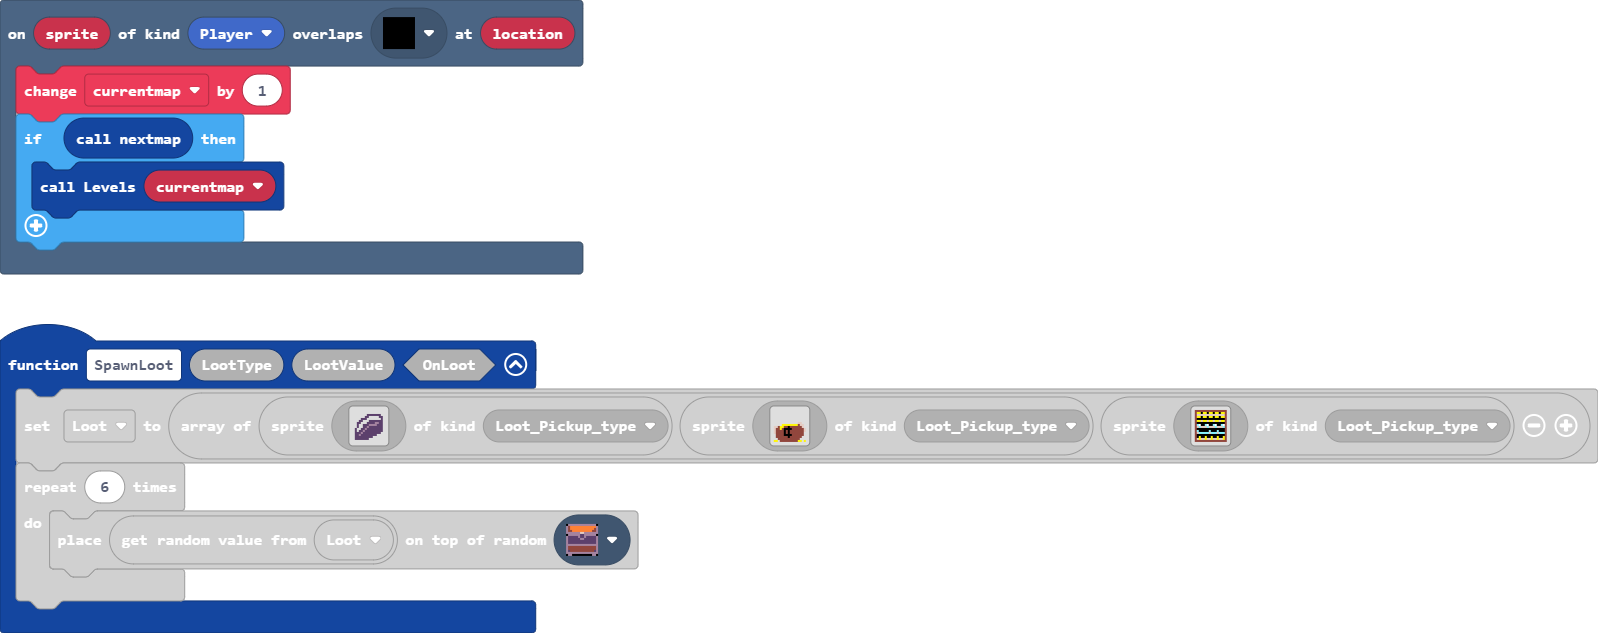 on sprite of kind Player overlaps at location
change currentmap by 1
if call nextmap then
call Levels currentmap
function SpawnLoot LootType LootValue OnLoot
set Loot to array of sprite of kind Loot_Pickup_type sprite of kind Loot_Pickup_type sprite of kind Loot_Pickup_type
repeat 6 times
do
place get random value from Loot on top of random